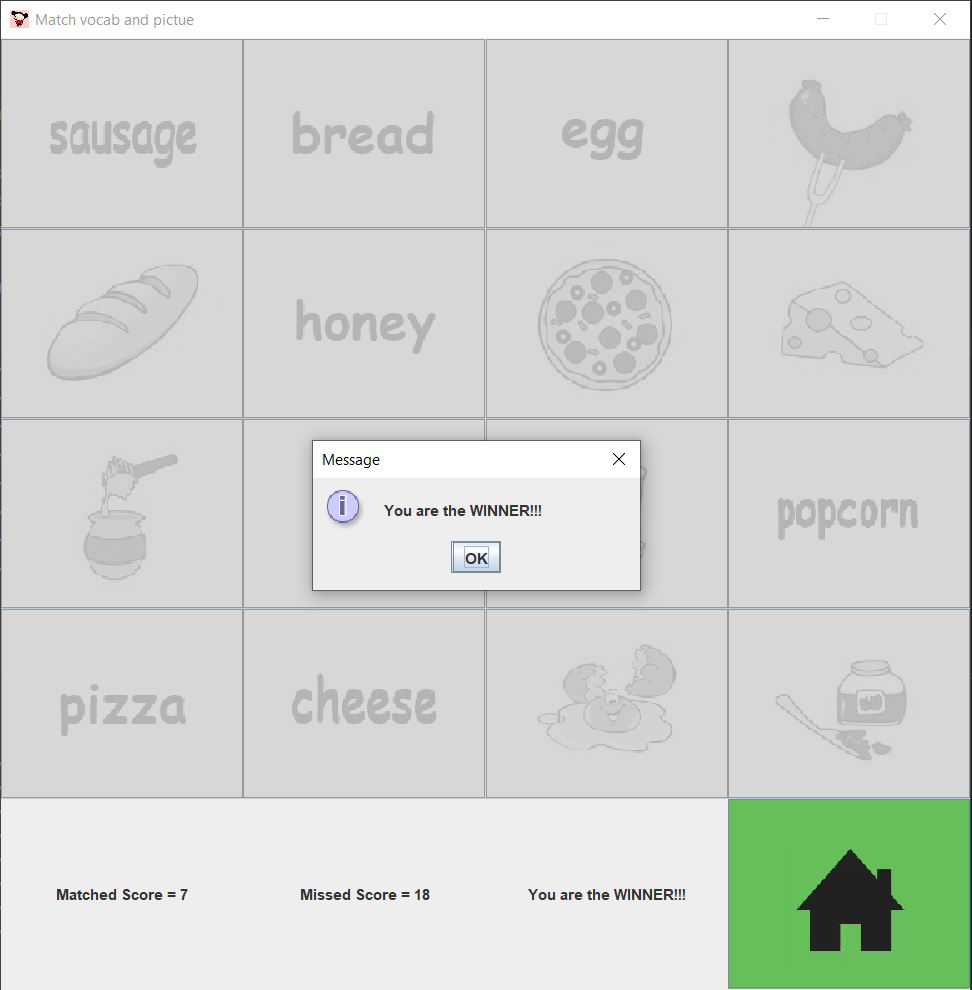 Match vocab and pictue
sausage
bread
egg
honey
Message
i
You are the WINNER!!!
OK
popcorn
pizza
cheese
Matched Score = 7
Missed Score = 18
You are the WINNER!!!